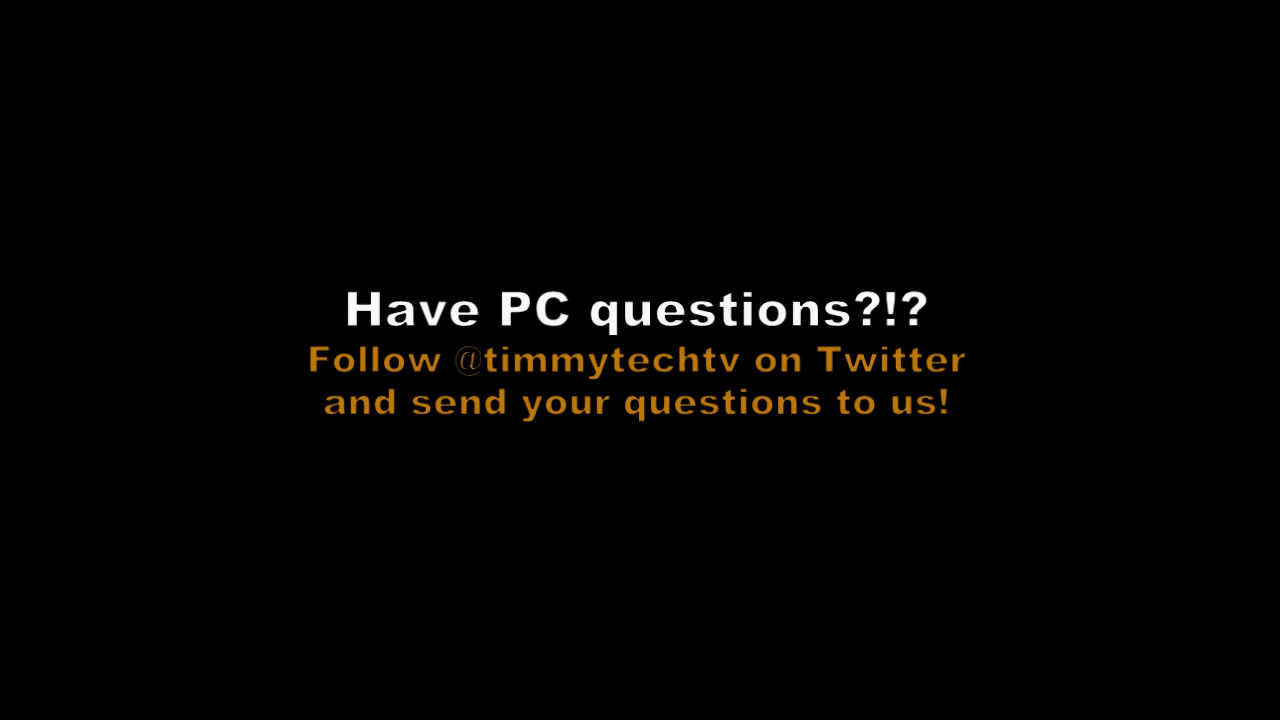 Have PC questions?!?
Follow @timmytechtv on Twitter
and send your questions to us!